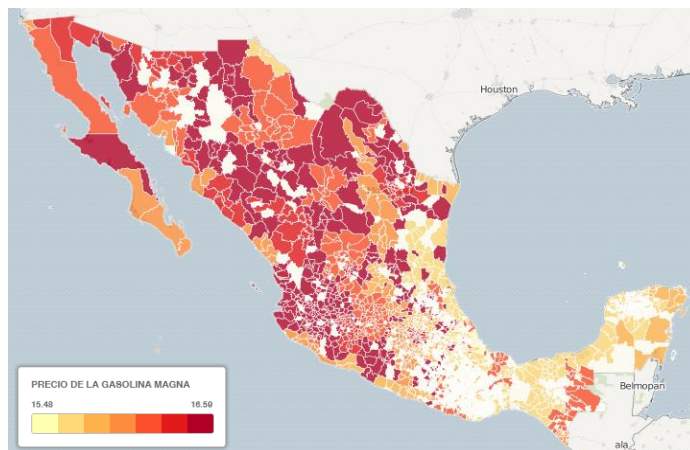 Houston
PRECIO DE LA GASOLINA MAGNA
15.48 16.59
Belmopan
ala